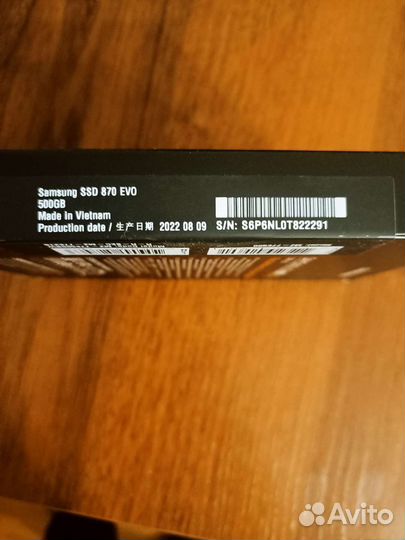 Samsung SSD 870 EVO
500GB
Made in Vietnam
Production date / 生产日期 2022 08 09
S/N: S6P6NL0T822291
Avito